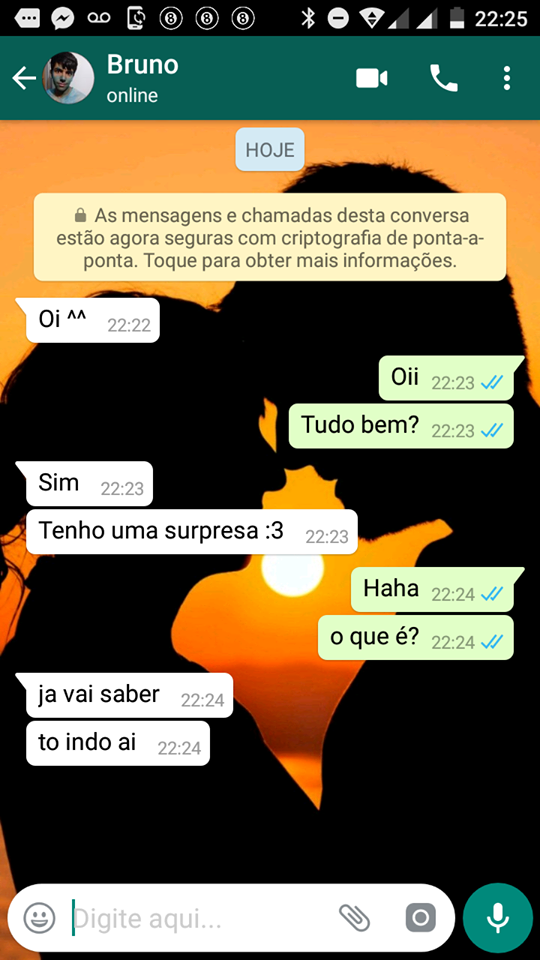 22:25
Bruno
online
HOJE
As mensagens e chamadas desta conversa
estão agora seguras com criptografia de ponta-a-
ponta. Toque para obter mais informações.
Oi ^^ 22:22
Oii 22:23
Tudo bem? 22:23
Sim 22:23
Tenho uma surpresa :3 22:23
Haha 22:24
o que é? 22:24
ja vai saber 22:24
to indo ai 22:24
Digite aqui...